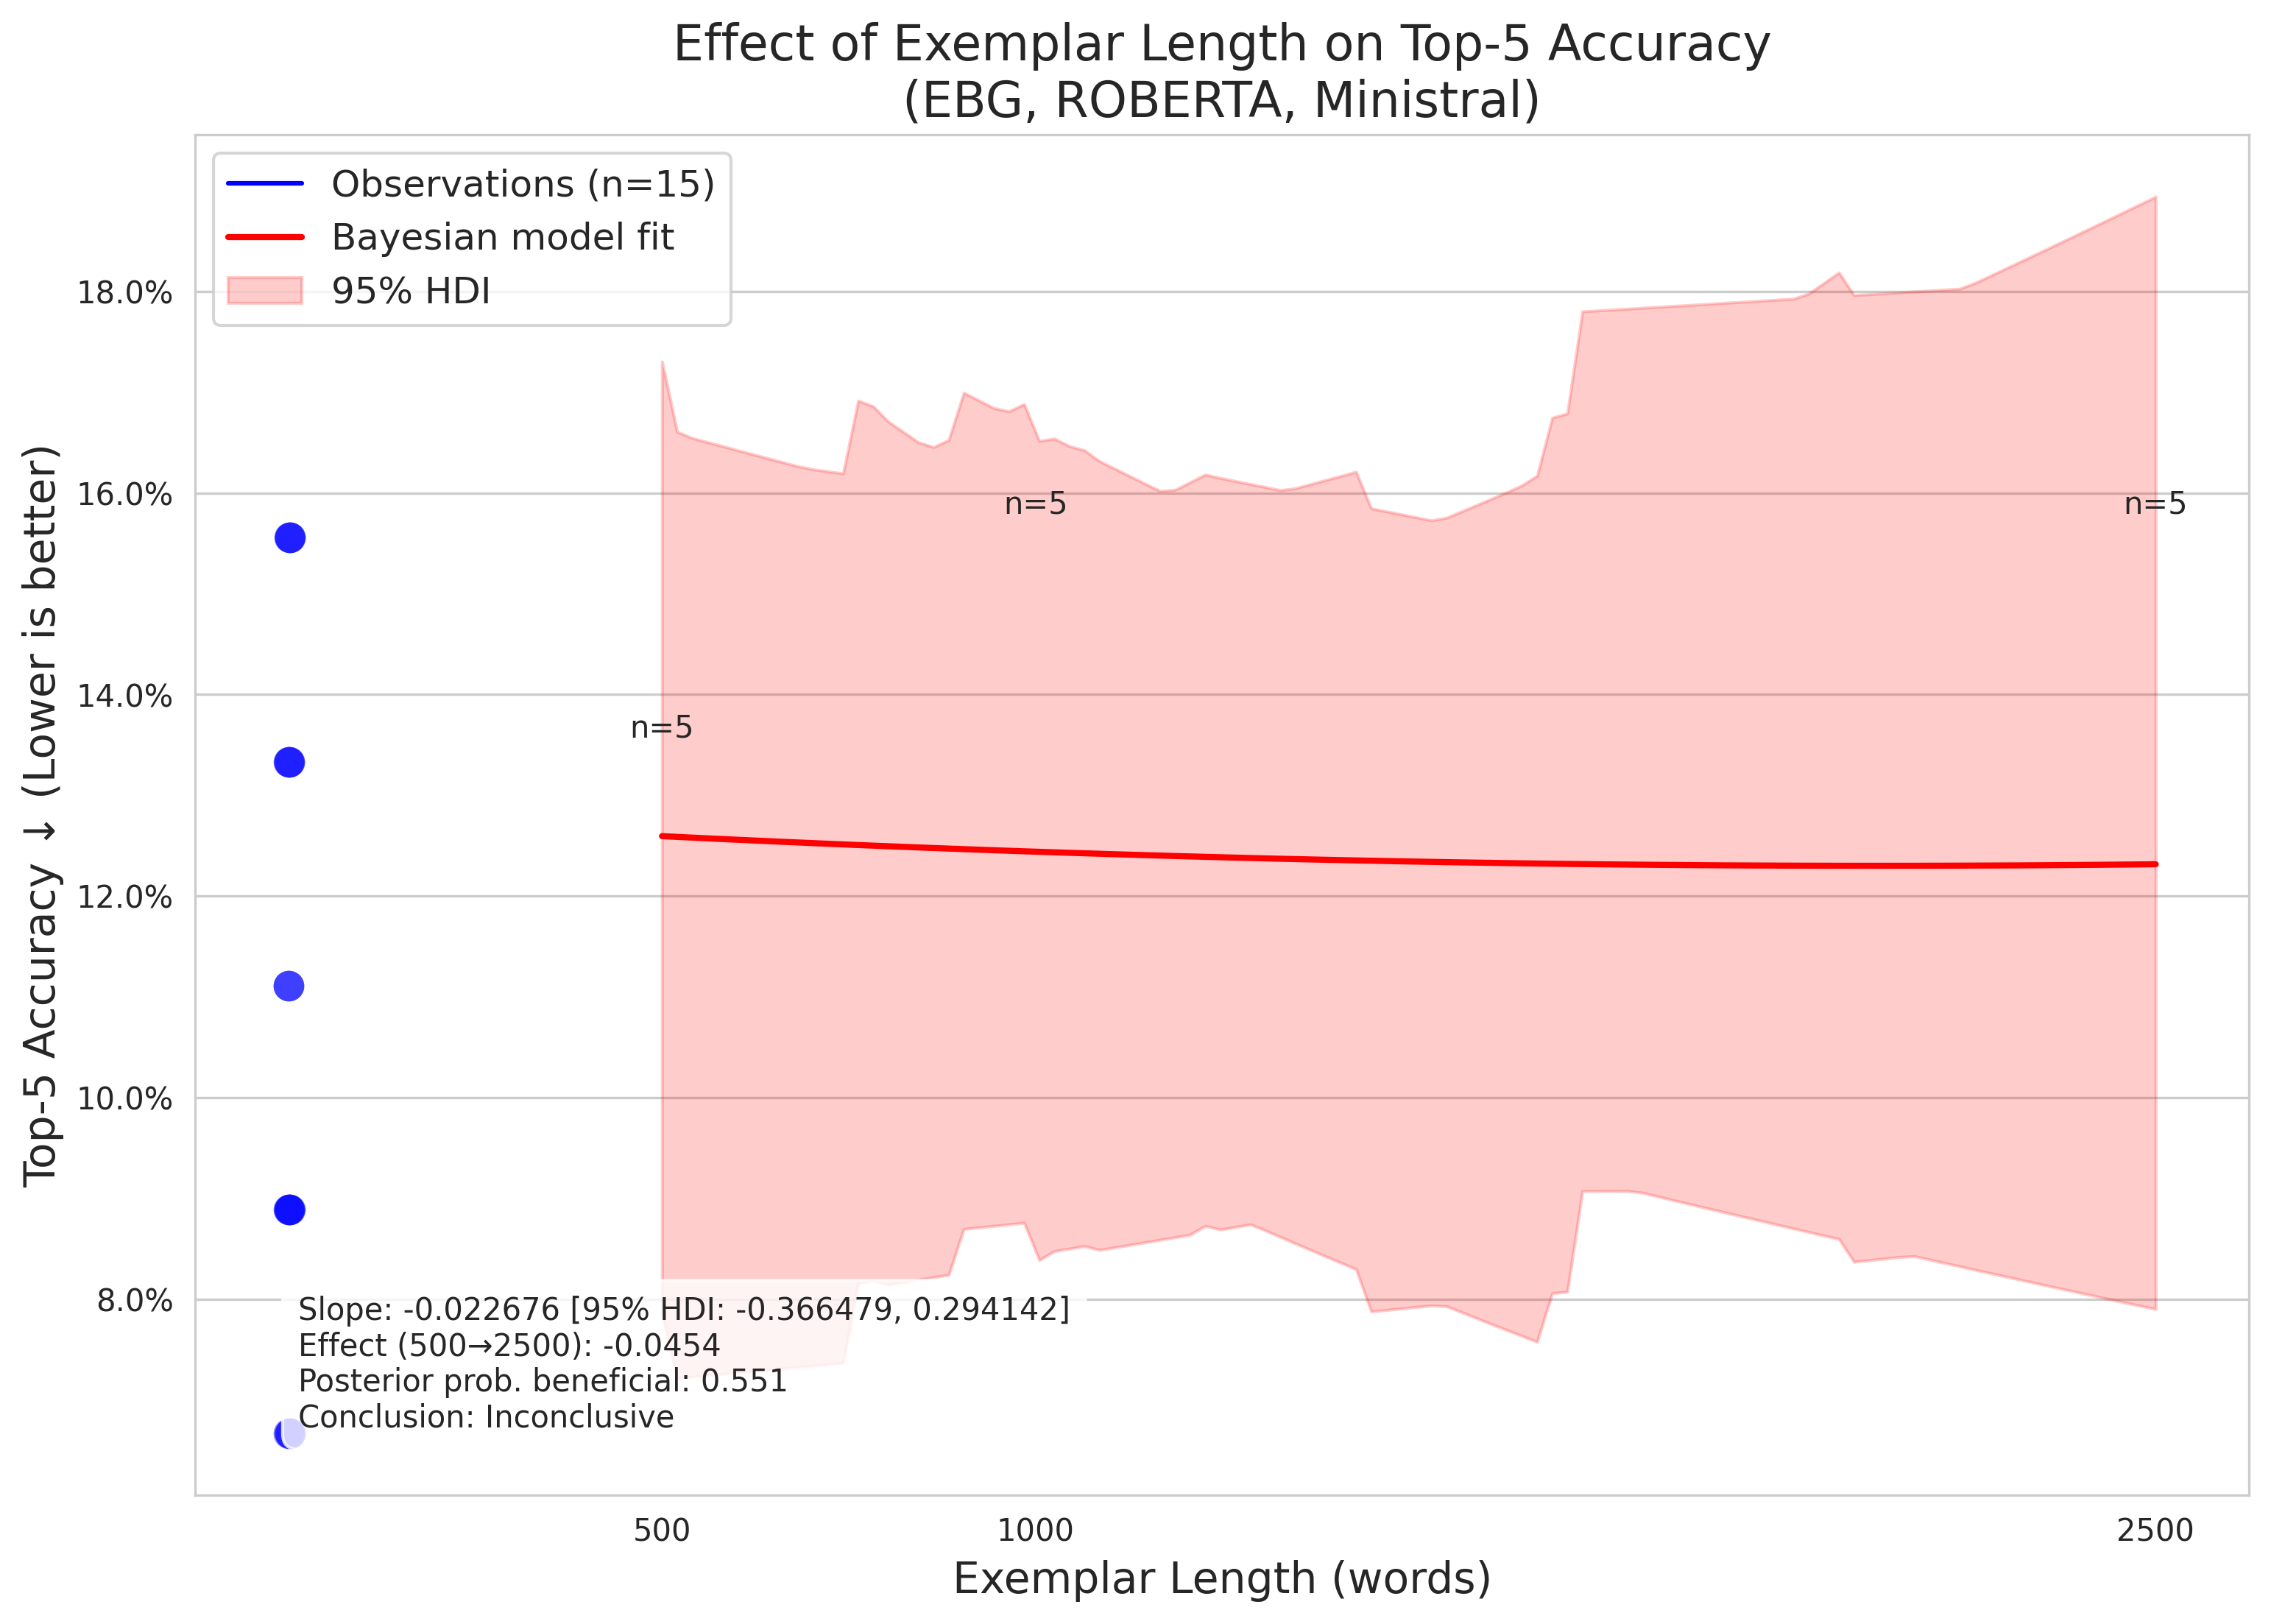 Effect of Exemplar Length on Top-5 Accuracy
(EBG, ROBERTA, Ministral)
Observations (n=15)
Bayesian model fit
95% HDI
Top-5 Accuracy ↓ (Lower is better)
18.0%
16.0%
14.0%
12.0%
10.0%
8.0%
n=5
n=5
n=5
Slope: -0.022676 [95% HDI: -0.366479, 0.294142]
Effect (500→2500): -0.0454
Posterior prob. beneficial: 0.551
Conclusion: Inconclusive
500
1000
2500
Exemplar Length (words)